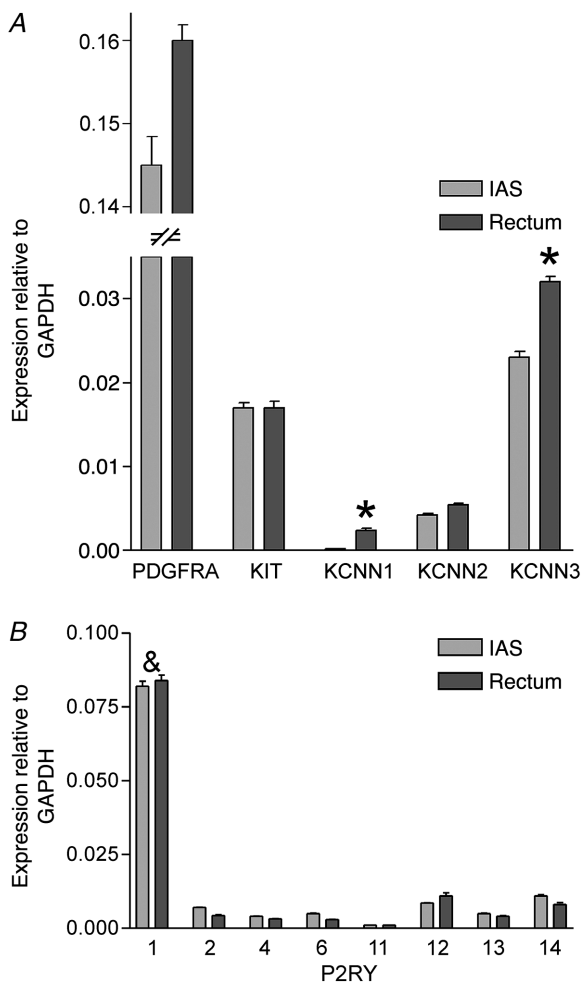 A
0.16
0.15
0.14
IAS
Rectum
*
Expression relative to
GAPDH
0.03
0.02
0.01
*
0.00
PDGFRA KIT KCNN1 KCNN2 KCNN3
B
0.100
IAS
Rectum
&
0.075
Expression relative to
GAPDH
0.050
0.025
0.000
1 2 4 6 11 12 13 14
P2RY